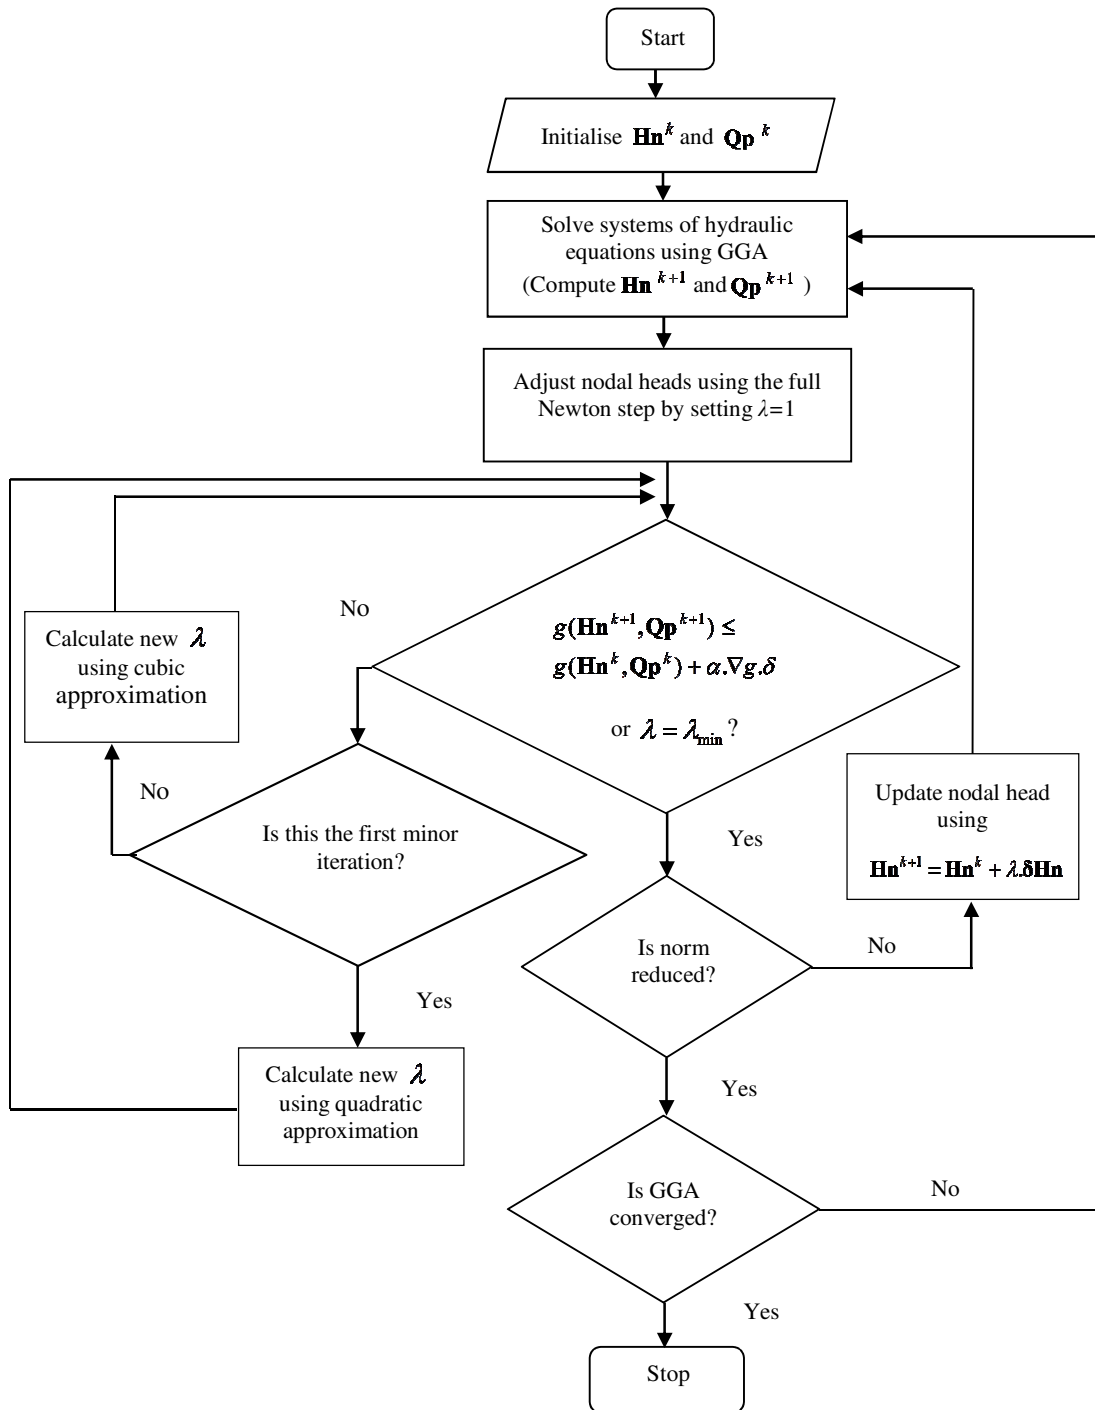 Start
Initialise Hn^k and Qp^k
Solve systems of hydraulic
equations using GGA
(Compute Hn^k+1 and Qp^k+1 )
Adjust nodal heads using the full
Newton step by setting λ=1
No
g(Hn^k+1, Qp^k+1) ≤
g(Hn^k, Qp^k) + α.∇g.δ
or λ = λmin ?
Calculate new λ
using cubic
approximation
No
Is this the first minor
iteration?
Yes
Update nodal head
using
Hn^k+1 = Hn^k + λ.δHn
Is norm
reduced?
No
Yes
Calculate new λ
using quadratic
approximation
Yes
Is GGA
converged?
No
Yes
Stop